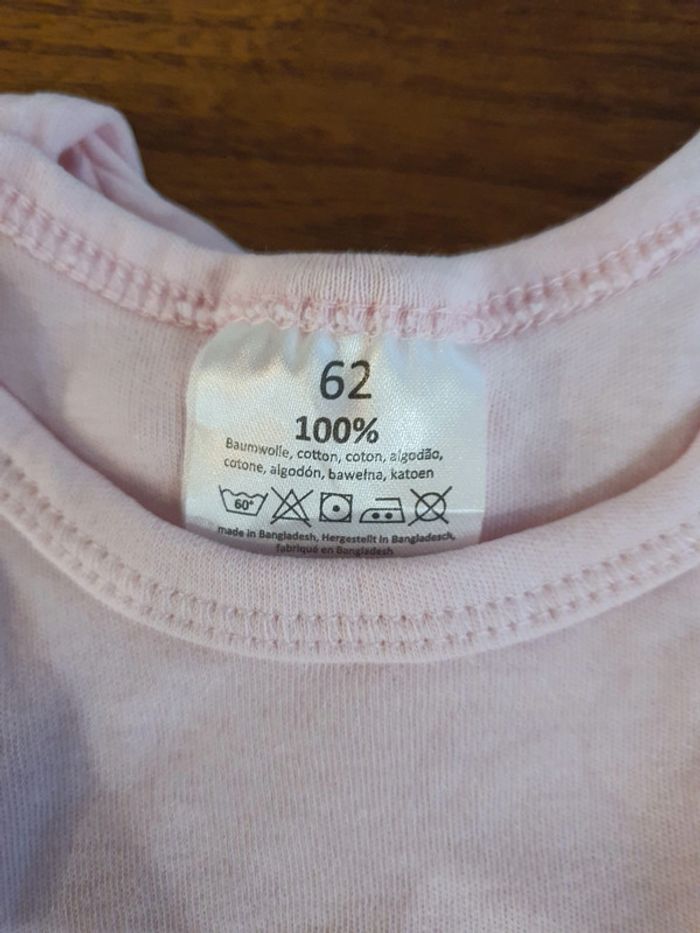 62
100%
Baumwolle, cotton, coton, algodão,
cotone, algodón, bawełna, katoen
60°
made in Bangladesh, Hergestellt in Bangladesch,
fabriqué en Bangladesh